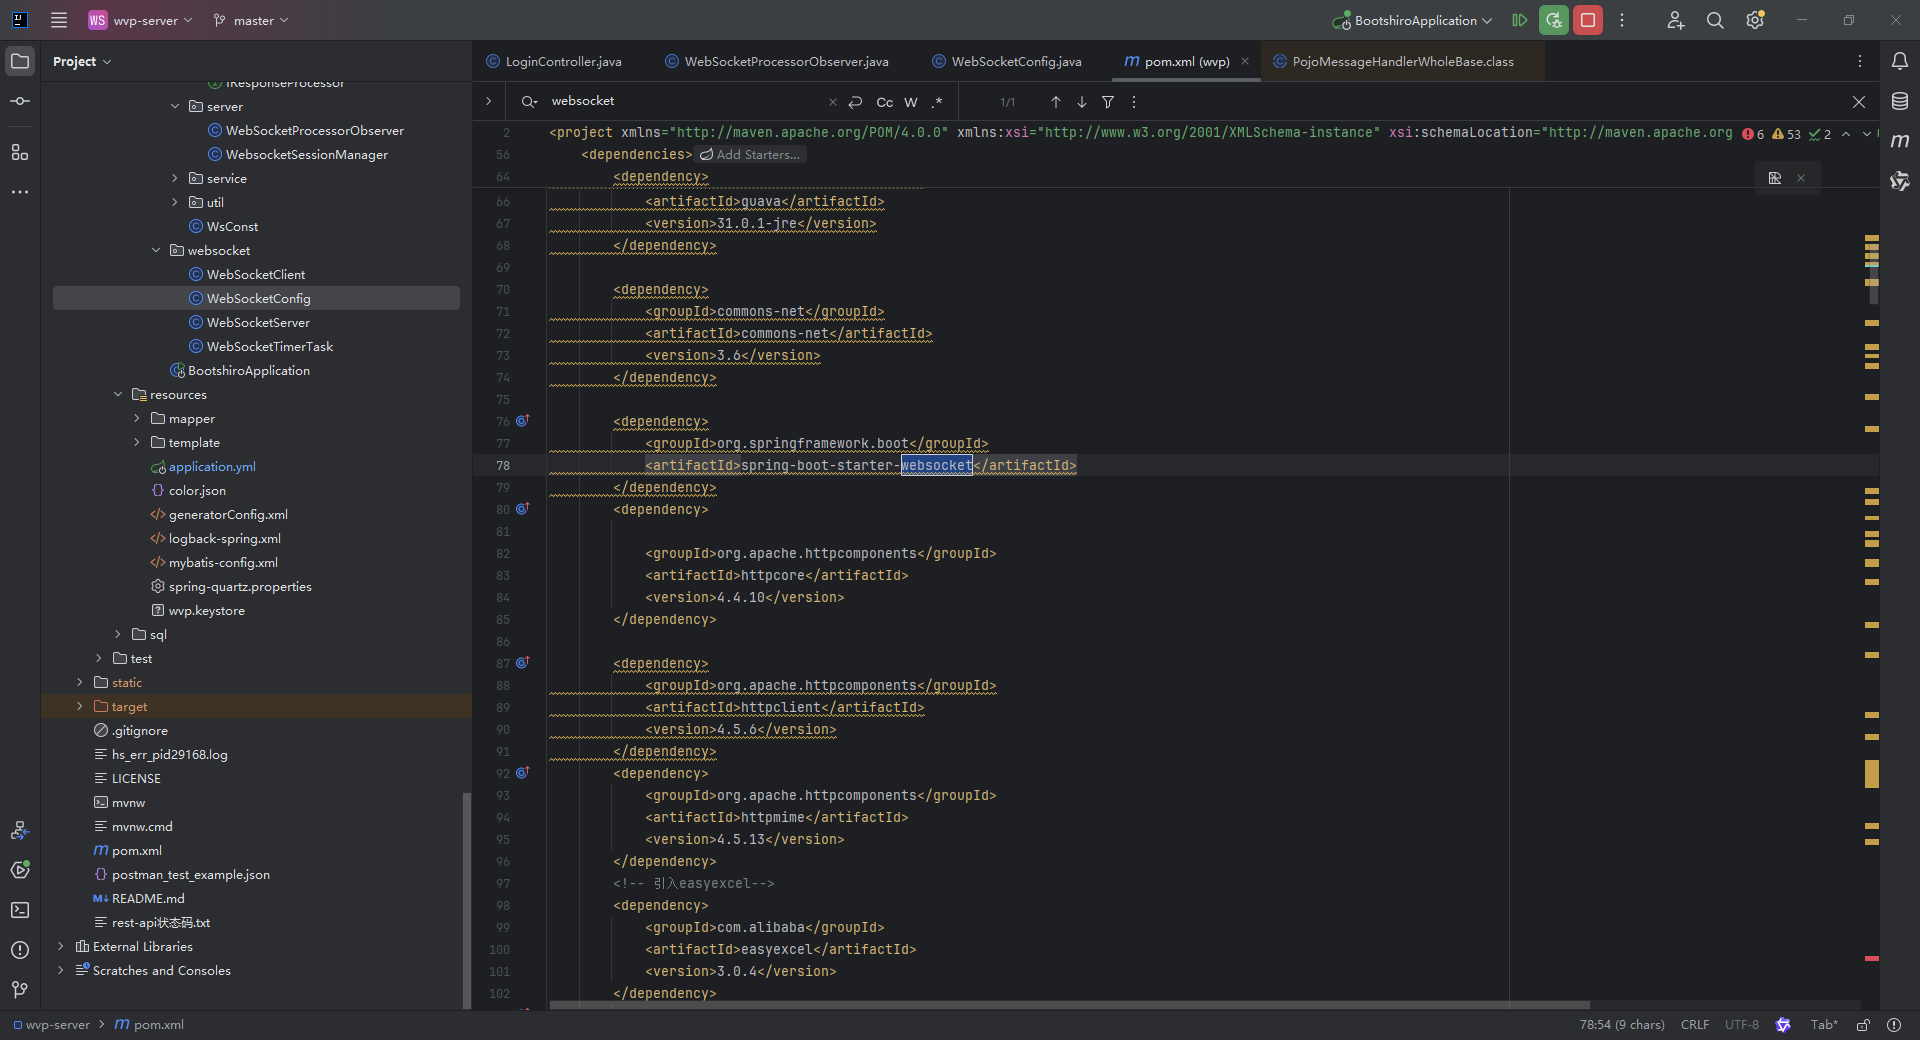 WS wvp-server master BootshiroApplication
Project
LoginController.java WebSocketProcessorObserver.java WebSocketConfig.java pom.xml (wvp) PojoMessageHandlerWholeBase.class
websocket Cc W .* 1/1
IResponseProcessor
server
WebSocketProcessorObserver
WebsocketSessionManager
service
util
WsConst
websocket
WebSocketClient
WebSocketConfig
WebSocketServer
WebSocketTimerTask
BootshiroApplication
resources
mapper
template
application.yml
color.json
generatorConfig.xml
logback-spring.xml
mybatis-config.xml
spring-quartz.properties
wvp.keystore
sql
test
static
target
.gitignore
hs_err_pid29168.log
LICENSE
mvnw
mvnw.cmd
pom.xml
postman_test_example.json
README.md
rest-api状态码.txt
External Libraries
Scratches and Consoles
2 <project xmlns="http://maven.apache.org/POM/4.0.0" xmlns:xsi="http://www.w3.org/2001/XMLSchema-instance" xsi:schemaLocation="http://maven.apache.org 6 53 2
56 <dependencies> Add Starters...
64 <dependency>
66 <artifactId>guava</artifactId>
67 <version>31.0.1-jre</version>
68 </dependency>
69
70 <dependency>
71 <groupId>commons-net</groupId>
72 <artifactId>commons-net</artifactId>
73 <version>3.6</version>
74 </dependency>
75
76 <dependency>
77 <groupId>org.springframework.boot</groupId>
78 <artifactId>spring-boot-starter-websocket</artifactId>
79 </dependency>
80 <dependency>
81
82 <groupId>org.apache.httpcomponents</groupId>
83 <artifactId>httpcore</artifactId>
84 <version>4.4.10</version>
85 </dependency>
86
87 <dependency>
88 <groupId>org.apache.httpcomponents</groupId>
89 <artifactId>httpclient</artifactId>
90 <version>4.5.6</version>
91 </dependency>
92 <dependency>
93 <groupId>org.apache.httpcomponents</groupId>
94 <artifactId>httpmime</artifactId>
95 <version>4.5.13</version>
96 </dependency>
97 <!-- 引入easyexcel-->
98 <dependency>
99 <groupId>com.alibaba</groupId>
100 <artifactId>easyexcel</artifactId>
101 <version>3.0.4</version>
102 </dependency>
wvp-server > pom.xml 78:54 (9 chars) CRLF UTF-8 Tab*